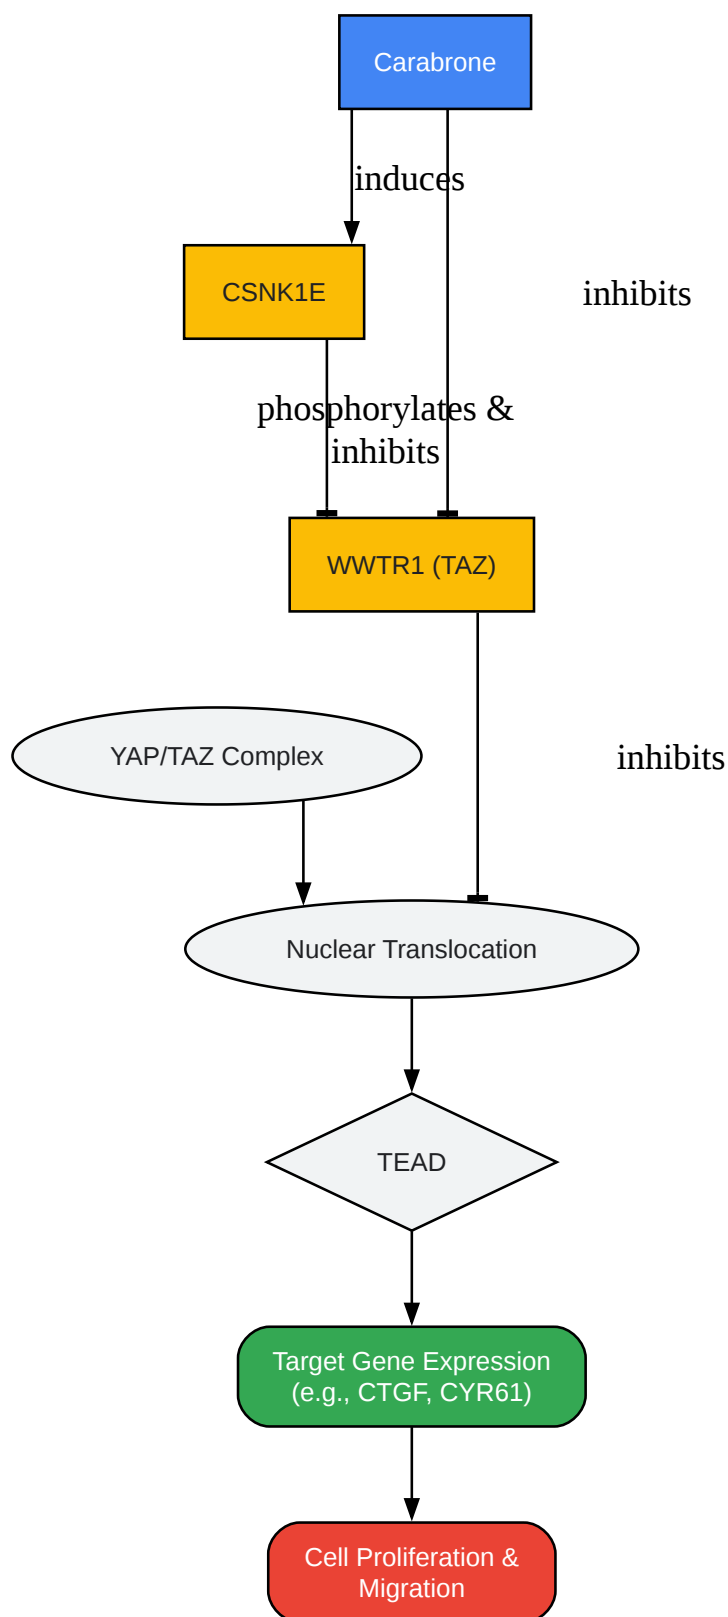 Carabrone
induces
CSNK1E
inhibits
phosphorylates &
inhibits
WWTR1 (TAZ)
YAP/TAZ Complex
inhibits
Nuclear Translocation
TEAD
Target Gene Expression
(e.g., CTGF, CYR61)
Cell Proliferation &
Migration